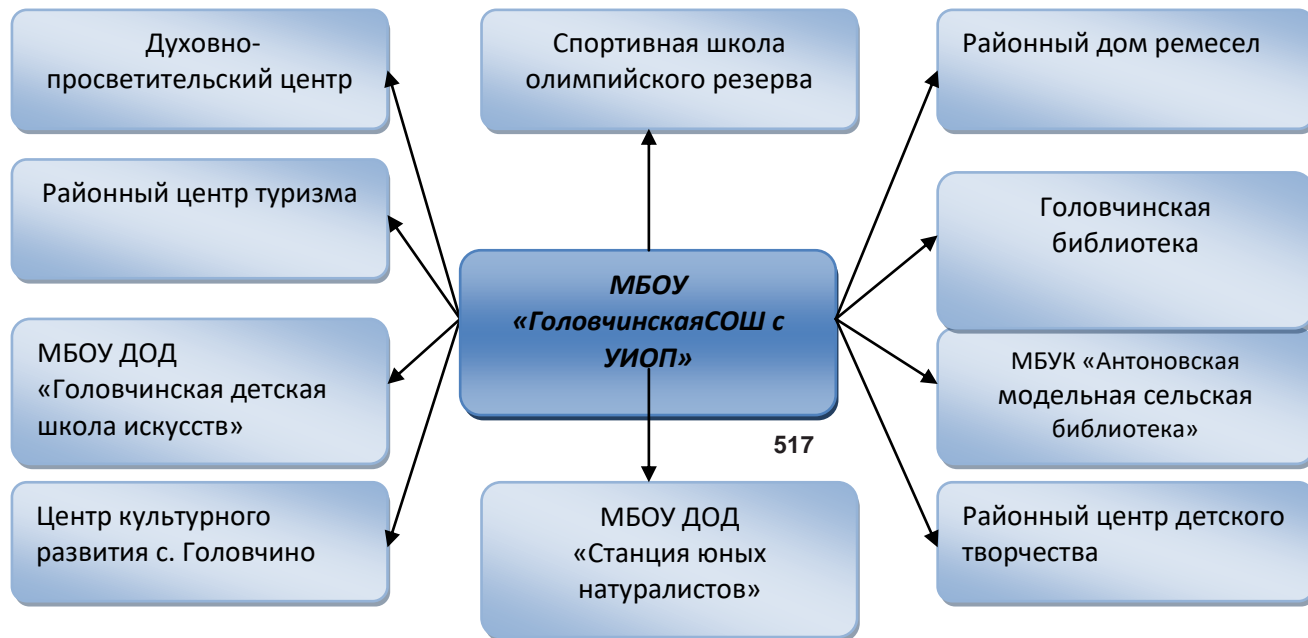 Духовно-
просветительский центр
Спортивная школа
олимпийского резерва
Районный дом ремесел
Районный центр туризма
Головчинская
библиотека
МБОУ
«ГоловчинскаяСОШ с
УИОП»
МБОУ ДОД
«Головчинская детская
школа искусств»
МБУК «Антоновская
модельная сельская
библиотека»
517
Центр культурного
развития с. Головчино
МБОУ ДОД
«Станция юных
натуралистов»
Районный центр детского
творчества